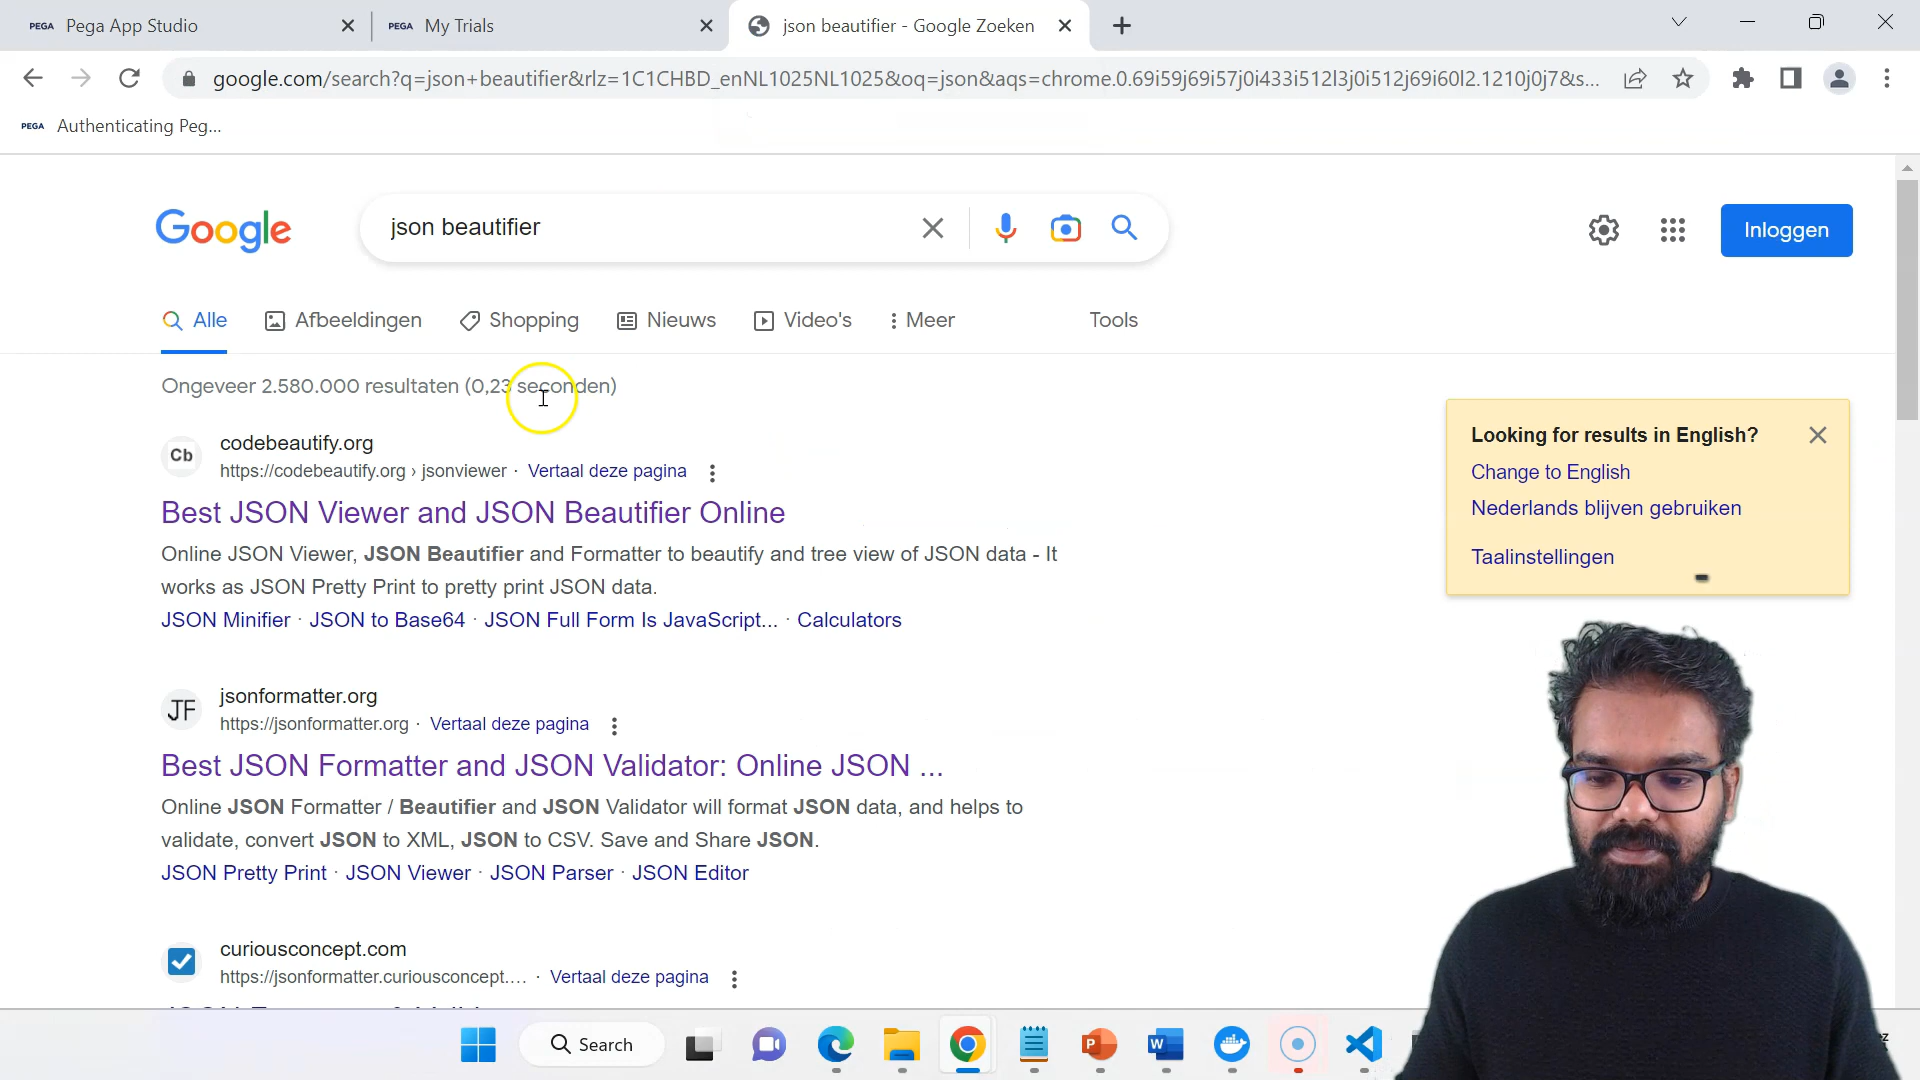 PEGA Pega App Studio
PEGA My Trials
json beautifier - Google Zoeken
google.com/search?q=json+beautifier&rlz=1C1CHBD_enNL1025NL1025&oq=json&aqs=chrome.0.69i59j69i57j0i433i512l3j0i512j69i60l2.1210j0j7&s...
PEGA Authenticating Peg...
Google
json beautifier
Inloggen
Alle
Afbeeldingen
Shopping
Nieuws
Video's
Meer
Tools
Ongeveer 2.580.000 resultaten (0,23 seconden)
Cb
codebeautify.org
https://codebeautify.org › jsonviewer · Vertaal deze pagina
Best JSON Viewer and JSON Beautifier Online
Online JSON Viewer, JSON Beautifier and Formatter to beautify and tree view of JSON data - It
works as JSON Pretty Print to pretty print JSON data.
JSON Minifier · JSON to Base64 · JSON Full Form Is JavaScript... · Calculators
JF
jsonformatter.org
https://jsonformatter.org · Vertaal deze pagina
Best JSON Formatter and JSON Validator: Online JSON ...
Online JSON Formatter / Beautifier and JSON Validator will format JSON data, and helps to
validate, convert JSON to XML, JSON to CSV. Save and Share JSON.
JSON Pretty Print · JSON Viewer · JSON Parser · JSON Editor
curiousconcept.com
https://jsonformatter.curiousconcept.... · Vertaal deze pagina
Looking for results in English?
Change to English
Nederlands blijven gebruiken
Taalinstellingen
Search